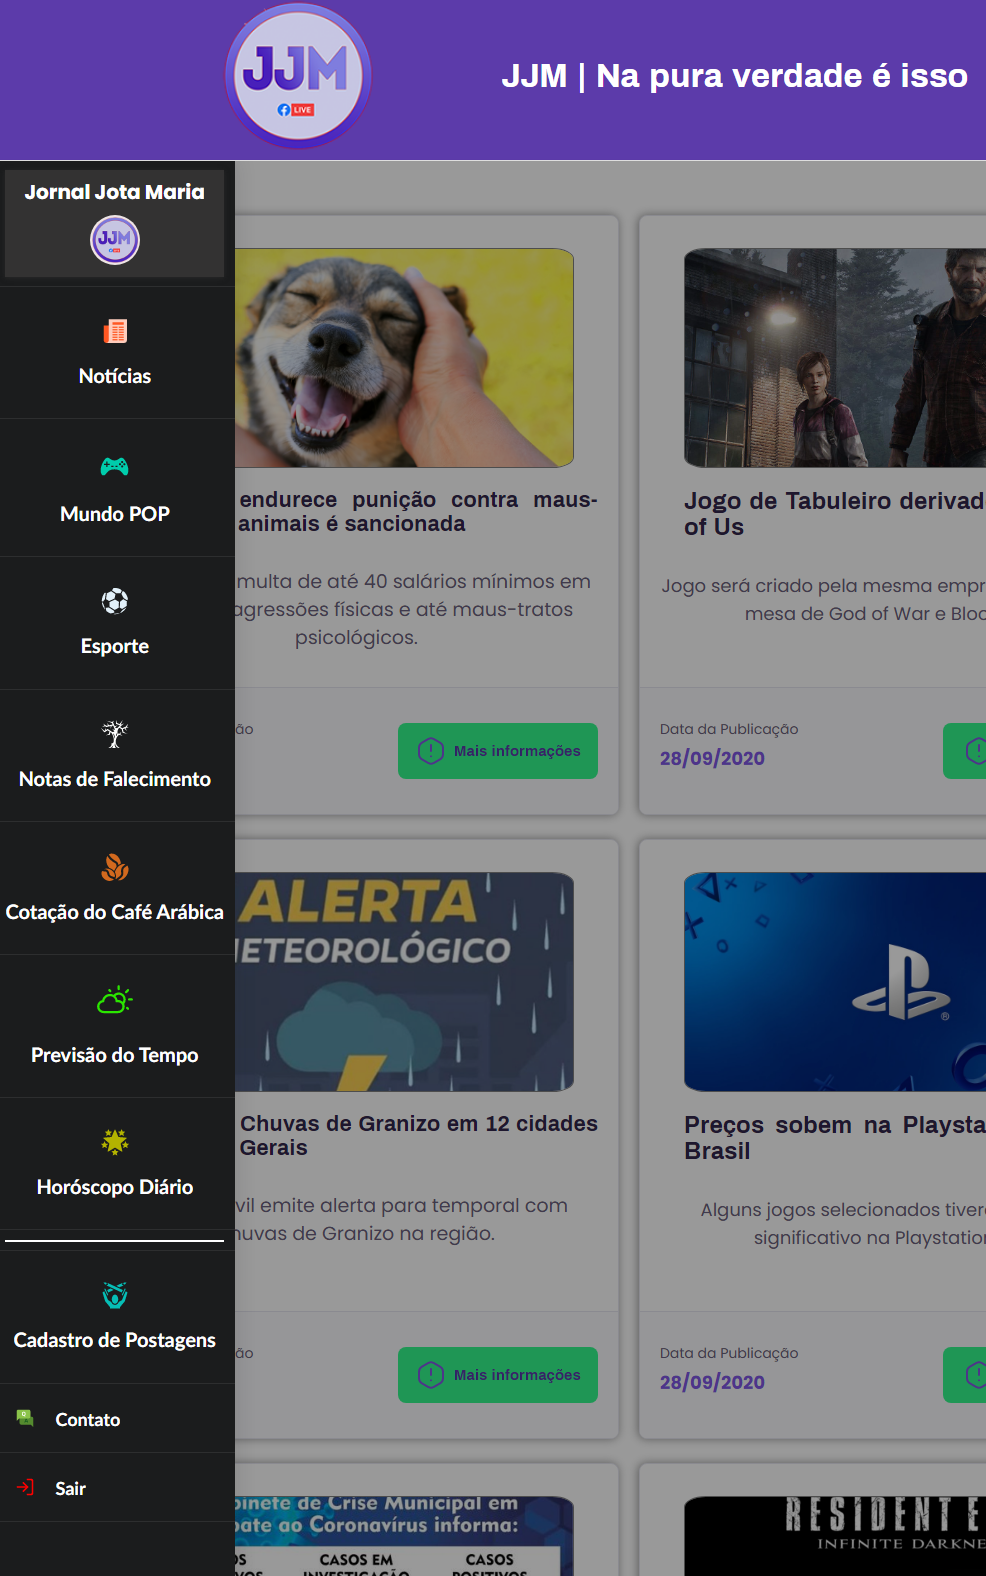 JJM
LIVE
JJM | Na pura verdade é isso
Jornal Jota Maria
JJM
Notícias
Mundo POP
Esporte
Notas de Falecimento
Cotação do Café Arábica
Previsão do Tempo
Horóscopo Diário
Cadastro de Postagens
Contato
Sair
endurece punição contra maus-
animais é sancionada
multa de até 40 salários mínimos em
agressões físicas e até maus-tratos
psicológicos.
ão
Mais informações
Jogo de Tabuleiro derivad
of Us
Jogo será criado pela mesma empr
mesa de God of War e Bloo
Data da Publicação
28/09/2020
ALERTA
METEOROLÓGICO
Chuvas de Granizo em 12 cidades
Gerais
vil emite alerta para temporal com
huvas de Granizo na região.
ão
Mais informações
Preços sobem na Playsta
Brasil
Alguns jogos selecionados tiver
significativo na Playstation
Data da Publicação
28/09/2020
binete de Crise Municipal em
bate ao Coronavírus informa:
OS
CASOS EM
CASOS
RESIDENT E
INFINITE DARKNE